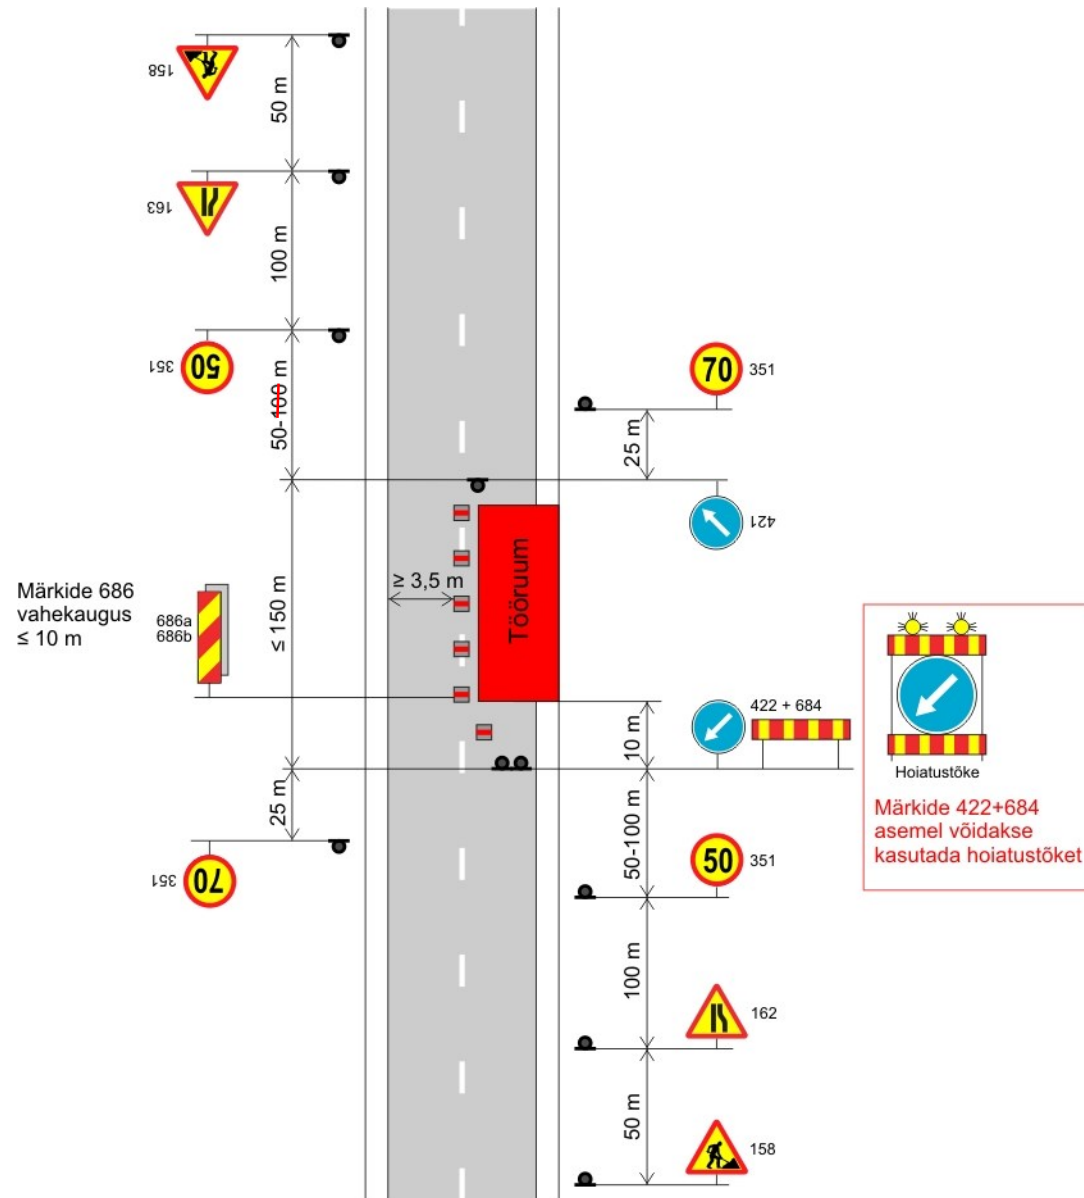 158
50 m
163
100 m
50
351
50-100 m
70
351
25 m
421
Märkide 686
vahekaugus
≤ 10 m
686a
686b
≤ 150 m
≥ 3,5 m
Tööruum
10 m
422 + 684
Hoiatustõke
Märkide 422+684
asemel võidakse
kasutada hoiatustõket
25 m
70
351
50-100 m
50
351
100 m
162
50 m
158